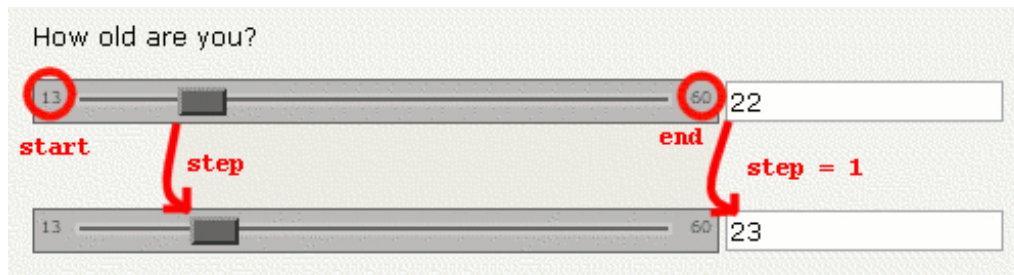 How old are you?
13 60 22
start end
step step = 1
13 60 23